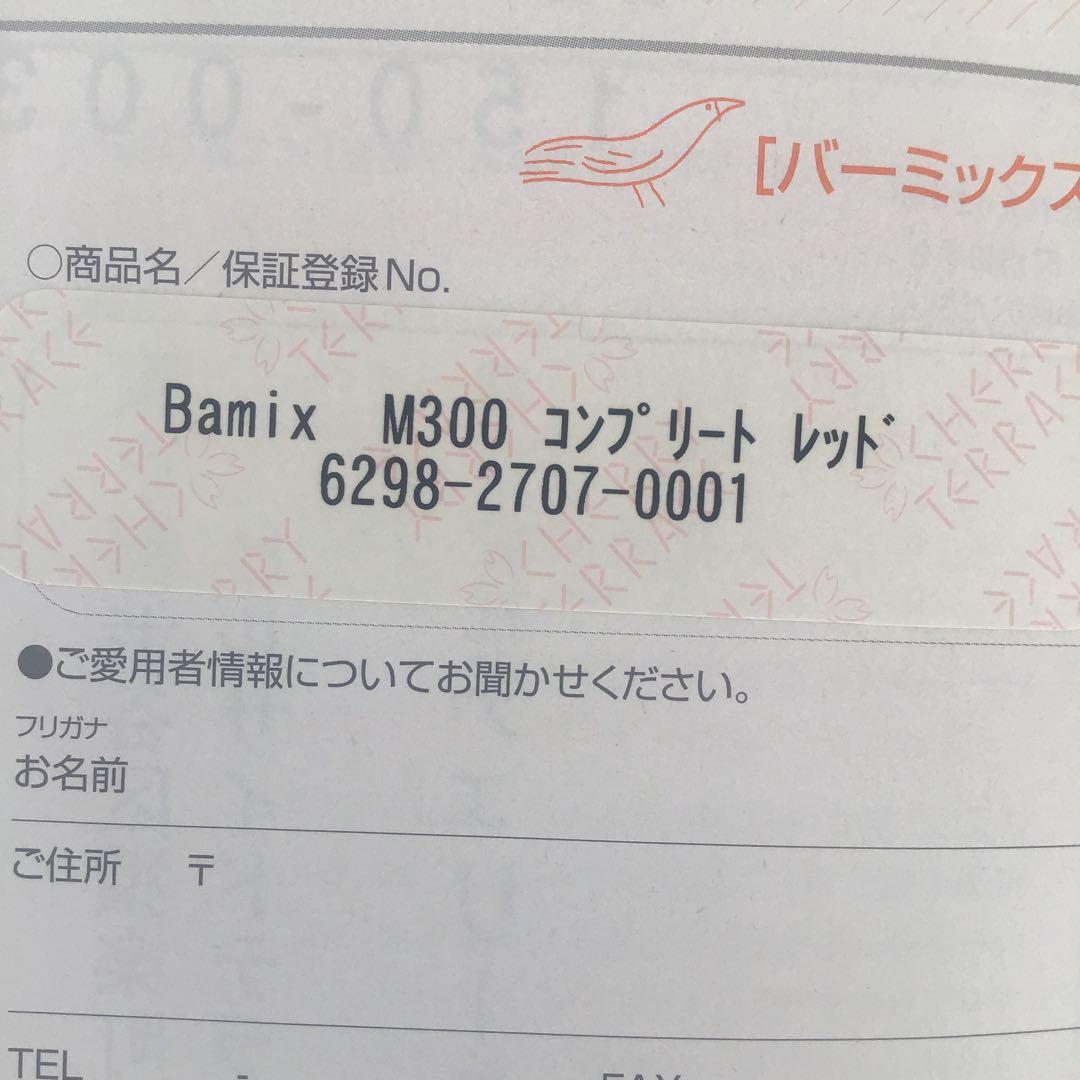 [バーミックス
○商品名／保証登録No.
Bamix M300 ｺﾝﾌﾟﾘｰﾄ ﾚｯﾄﾞ
6298-2707-0001
●ご愛用者情報についてお聞かせください。
フリガナ
お名前
ご住所 〒
TEL - FAX